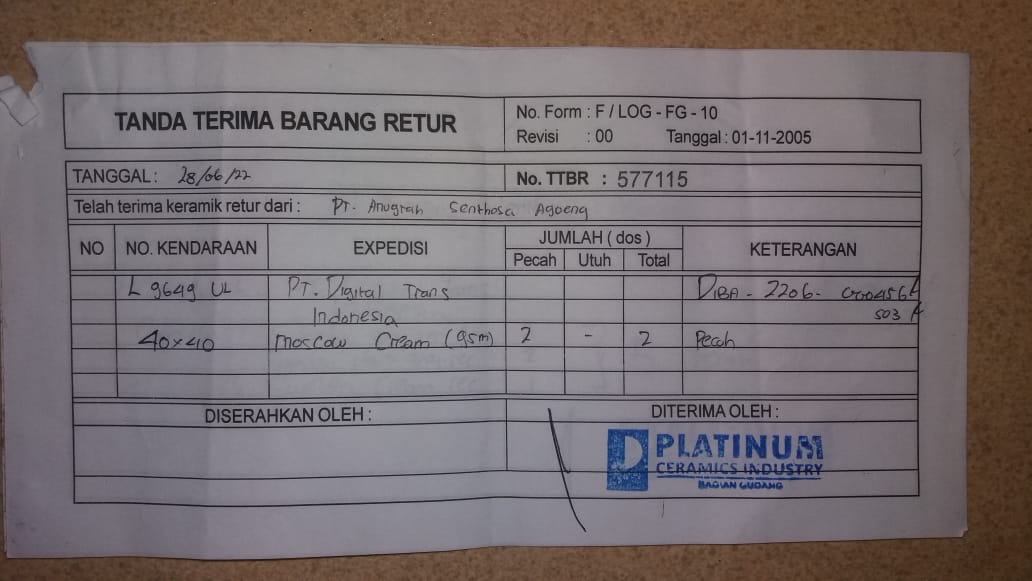 TANDA TERIMA BARANG RETUR
No. Form : F / LOG - FG - 10
Revisi : 00 Tanggal : 01-11-2005
TANGGAL : 28/06/22
No. TTBR : 577115
Telah terima keramik retur dari : PT. Anugrah Senthosa Agoeng
NO NO. KENDARAAN EXPEDISI JUMLAH ( dos ) KETERANGAN
Pecah Utuh Total
L 9649 UL PT. Digital Trans DIBA - 2206 -
Indonesia 503
40x40 Moscow Cream (gsm) 2 - 2 Pecah
DISERAHKAN OLEH : DITERIMA OLEH :
PLATINUM
CERAMICS INDUSTRY
BAGIAN GUDANG